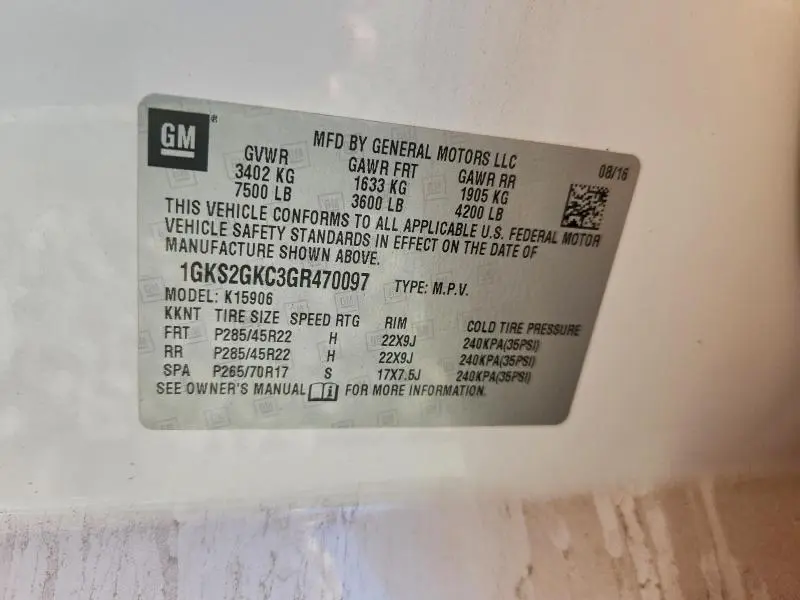 GM
MFD BY GENERAL MOTORS LLC
08/16
GVWR GAWR FRT GAWR RR
3402 KG 1633 KG 1905 KG
7500 LB 3600 LB 4200 LB
THIS VEHICLE CONFORMS TO ALL APPLICABLE U.S. FEDERAL MOTOR
VEHICLE SAFETY STANDARDS IN EFFECT ON THE DATE OF
MANUFACTURE SHOWN ABOVE.
1GKS2GKC3GR470097 TYPE: M.P.V.
MODEL: K15906
KKNT TIRE SIZE SPEED RTG RIM COLD TIRE PRESSURE
FRT P285/45R22 H 22X9J 240KPA(35PSI)
RR P285/45R22 H 22X9J 240KPA(35PSI)
SPA P265/70R17 S 17X7.5J 240KPA(35PSI)
SEE OWNER'S MANUAL FOR MORE INFORMATION.